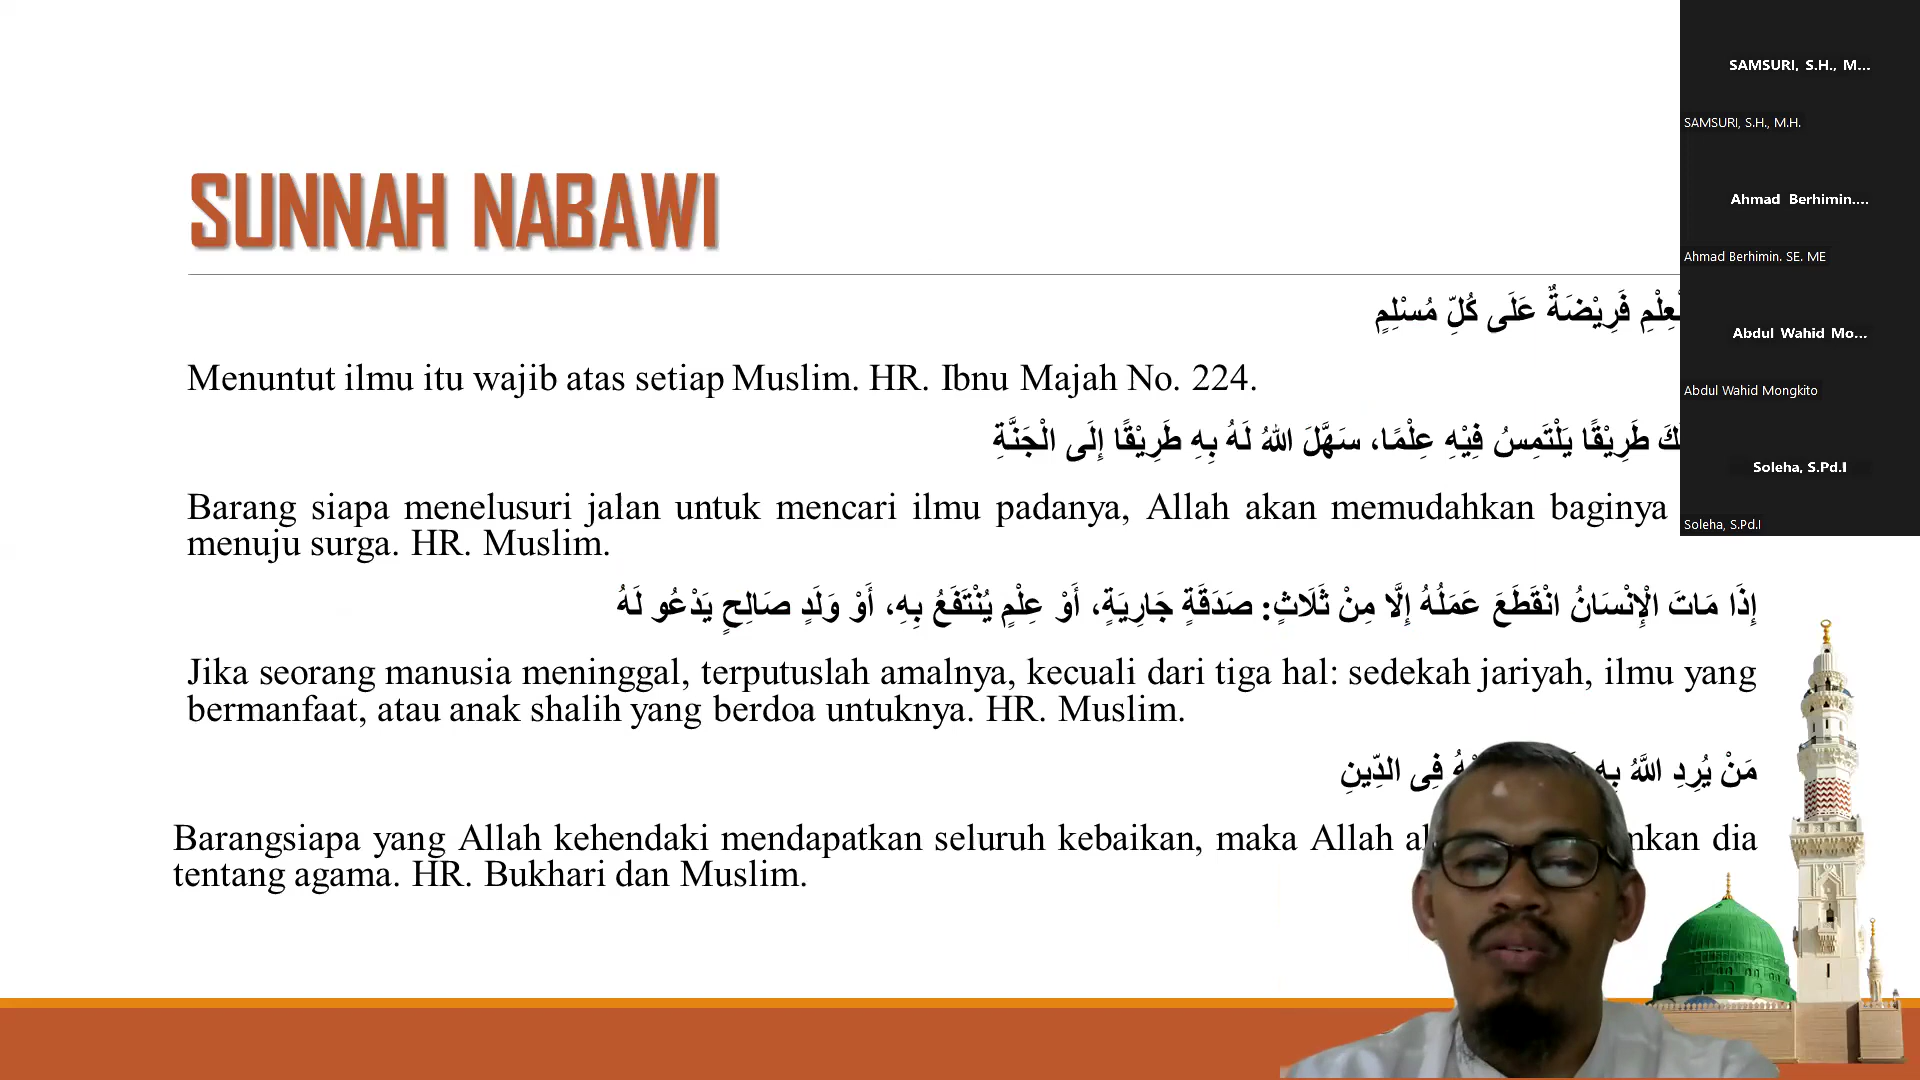 SUNNAH NABAWI
فَرِيْضَةٌ عَلَى كُلِّ مُسْلِمٍ
Menuntut ilmu itu wajib atas setiap Muslim. HR. Ibnu Majah No. 224.
طَرِيْقًا يَلْتَمِسُ فِيْهِ عِلْمًا، سَهَّلَ اللهُ لَهُ بِهِ طَرِيْقًا إِلَى الْجَنَّةِ
Barang siapa menelusuri jalan untuk mencari ilmu padanya, Allah akan memudahkan baginya
menuju surga. HR. Muslim.
إِذَا مَاتَ الْإِنْسَانُ انْقَطَعَ عَمَلُهُ إِلَّا مِنْ ثَلَاثٍ: صَدَقَةٍ جَارِيَةٍ، أَوْ عِلْمٍ يُنْتَفَعُ بِهِ، أَوْ وَلَدٍ صَالِحٍ يَدْعُو لَهُ
Jika seorang manusia meninggal, terputuslah amalnya, kecuali dari tiga hal: sedekah jariyah, ilmu yang
bermanfaat, atau anak shalih yang berdoa untuknya. HR. Muslim.
مَنْ يُرِدِ اللَّهُ بِهِ فِى الدِّينِ
Barangsiapa yang Allah kehendaki mendapatkan seluruh kebaikan, maka Allah dia
tentang agama. HR. Bukhari dan Muslim.
SAMSURI, S.H., M...
SAMSURI, S.H., M.H.
Ahmad Berhimin....
Ahmad Berhimin. SE. ME
Abdul Wahid Mo...
Abdul Wahid Mongkito
Soleha, S.Pd.I
Soleha, S.Pd.I